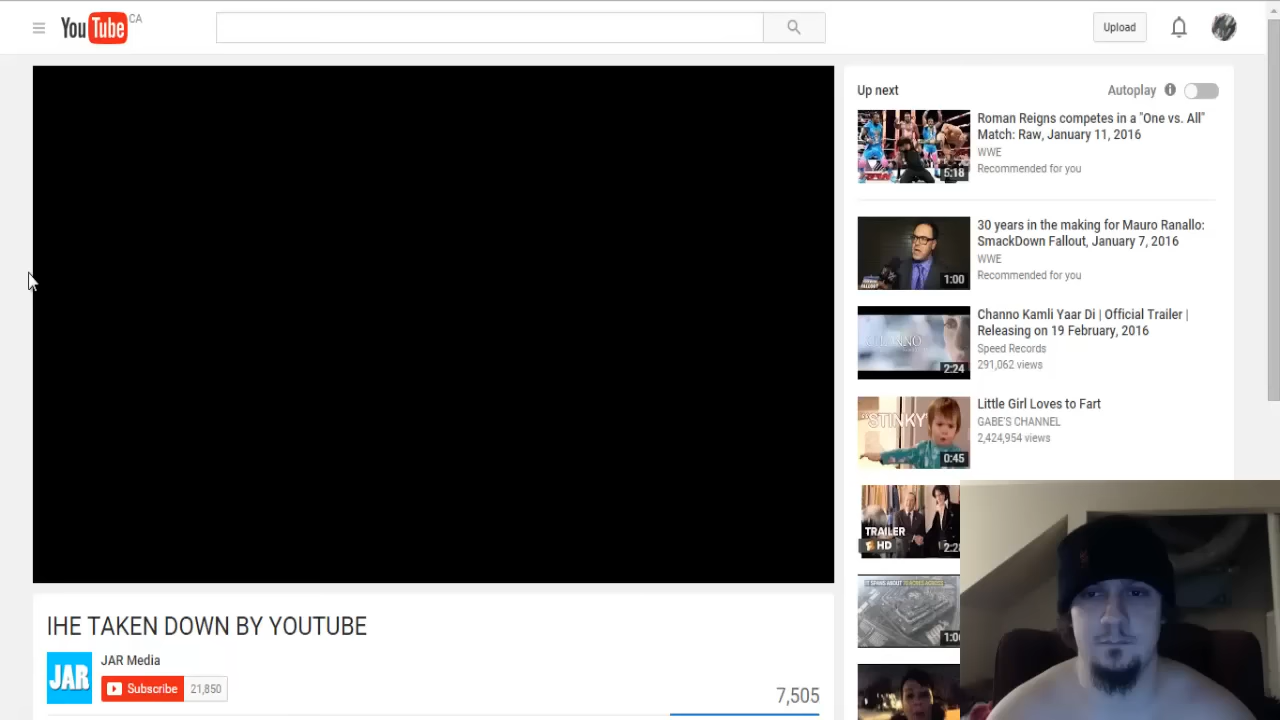 YouTube CA
Upload
Up next
Autoplay
Roman Reigns competes in a "One vs. All"
Match: Raw, January 11, 2016
WWE
Recommended for you
5:18
30 years in the making for Mauro Ranallo:
SmackDown Fallout, January 7, 2016
WWE
Recommended for you
1:00
Channo Kamli Yaar Di | Official Trailer |
Releasing on 19 February, 2016
Speed Records
291,062 views
2:24
Little Girl Loves to Fart
GABE'S CHANNEL
2,424,954 views
"STINKY"
0:45
TRAILER
HD
IHE TAKEN DOWN BY YOUTUBE
JAR
JAR Media
Subscribe 21,850
7,505